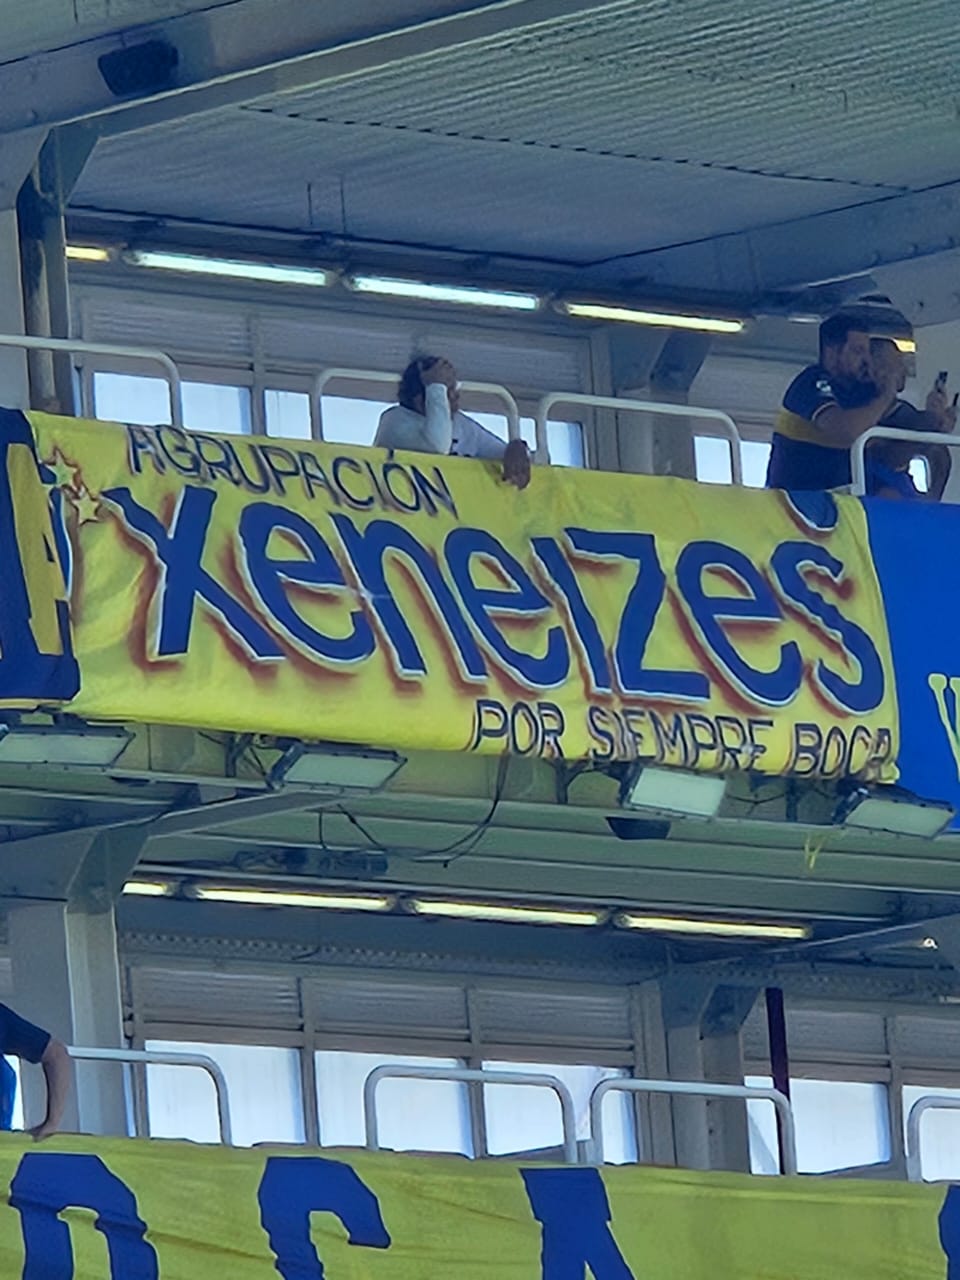 AGRUPACIÓN
xeneizes
POR SIEMPRE BOCA